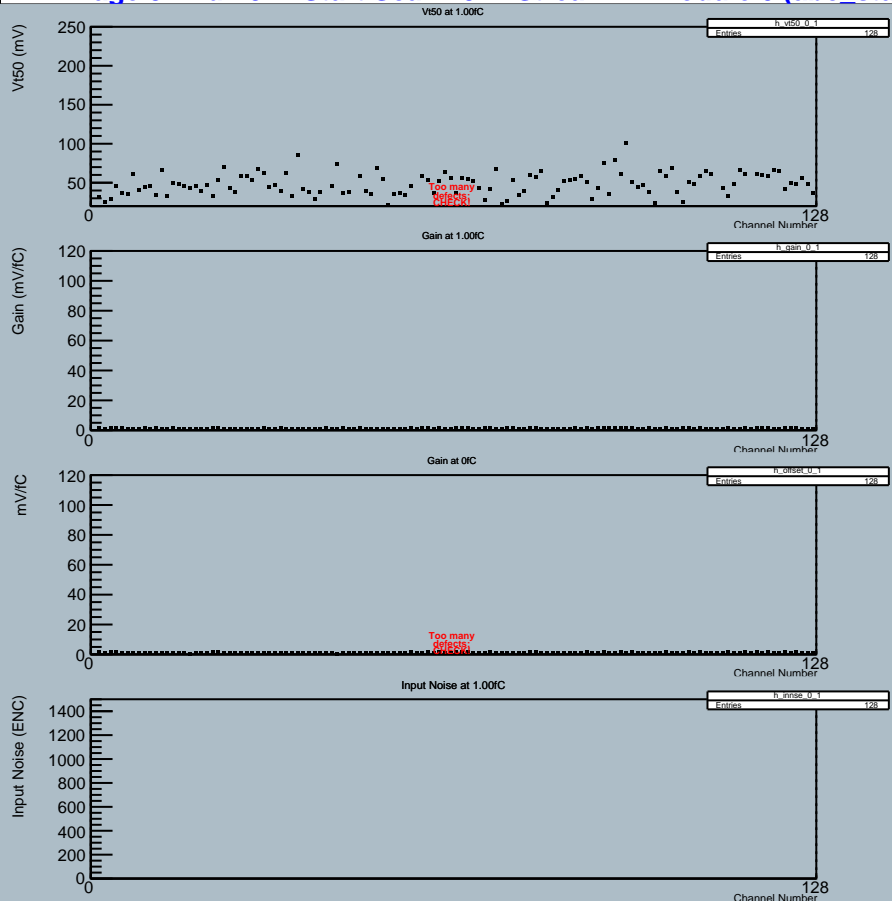 Vt50 at 1.00fC
h_vt50_0_1
Entries 128
Vt50 (mV)
250
200
150
100
50
Too many
defects:
CHECK!
0
128
Channel Number
Gain at 1.00fC
h_gain_0_1
Entries 128
Gain (mV/fC)
120
100
80
60
40
20
0
0
128
Channel Number
Gain at 0fC
h_offset_0_1
Entries 128
mV/fC
120
100
80
60
40
20
0
Too many
defects:
CHECK!
0
128
Channel Number
Input Noise at 1.00fC
h_innse_0_1
Entries 128
Input Noise (ENC)
1400
1200
1000
800
600
400
200
0
0
128
Channel Number